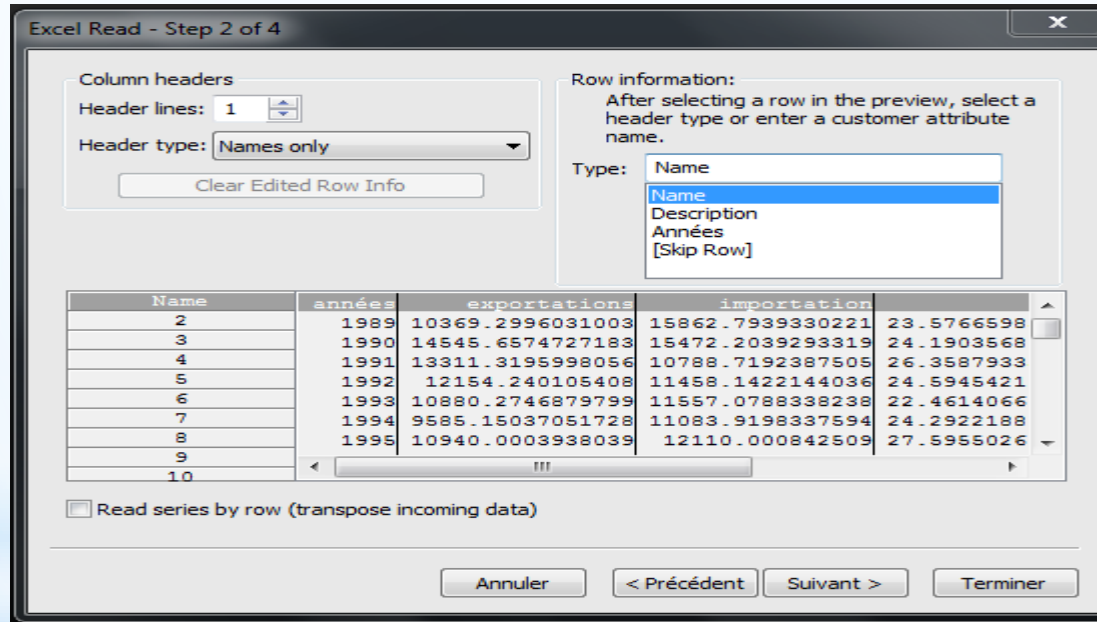 Excel Read - Step 2 of 4
x
Column headers
Header lines: 1
Header type: Names only
Clear Edited Row Info
Row information:
After selecting a row in the preview, select a
header type or enter a customer attribute
name.
Type: Name
Name
Description
Années
[Skip Row]
Name années exportations importation
2 1989 10369.2996031003 15862.7939330221 23.5766598
3 1990 14545.6574727183 15472.2039293319 24.1903568
4 1991 13311.3195998056 10788.7192387505 26.3587933
5 1992 12154.240105408 11458.1422144036 24.5945421
6 1993 10880.2746879799 11557.0788338238 22.4614066
7 1994 9585.15037051728 11083.9198337594 24.2922188
8 1995 10940.0003938039 12110.000842509 27.5955026
9
10
Read series by row (transpose incoming data)
Annuler < Précédent Suivant > Terminer